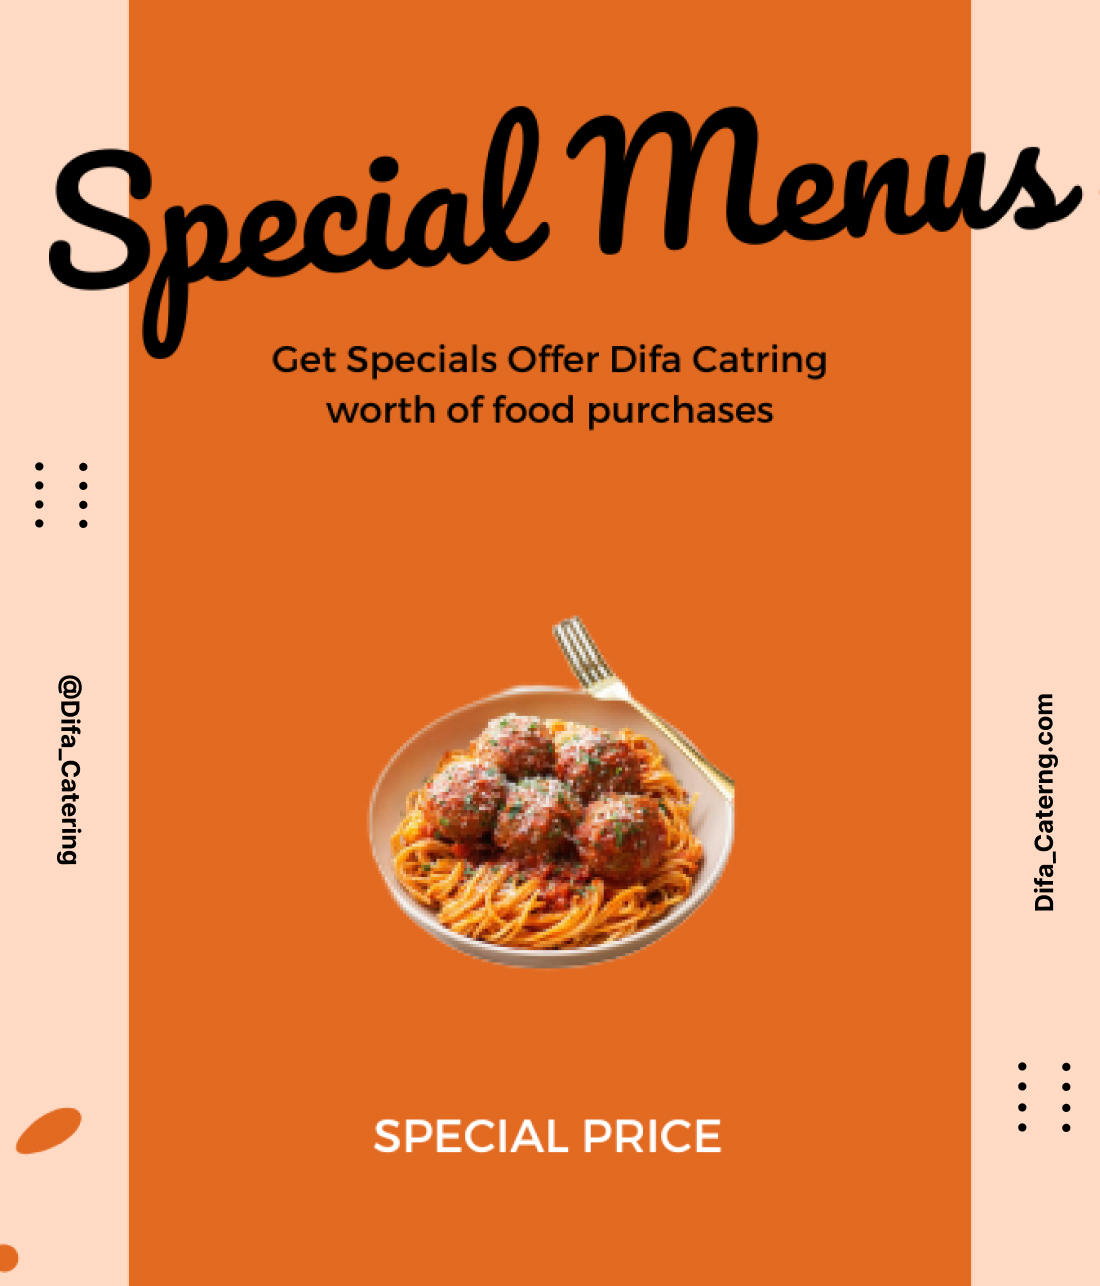 Special Menus
Get Specials Offer Difa Catring
worth of food purchases
@Difa_Catering
Difa_Caterng.com
SPECIAL PRICE